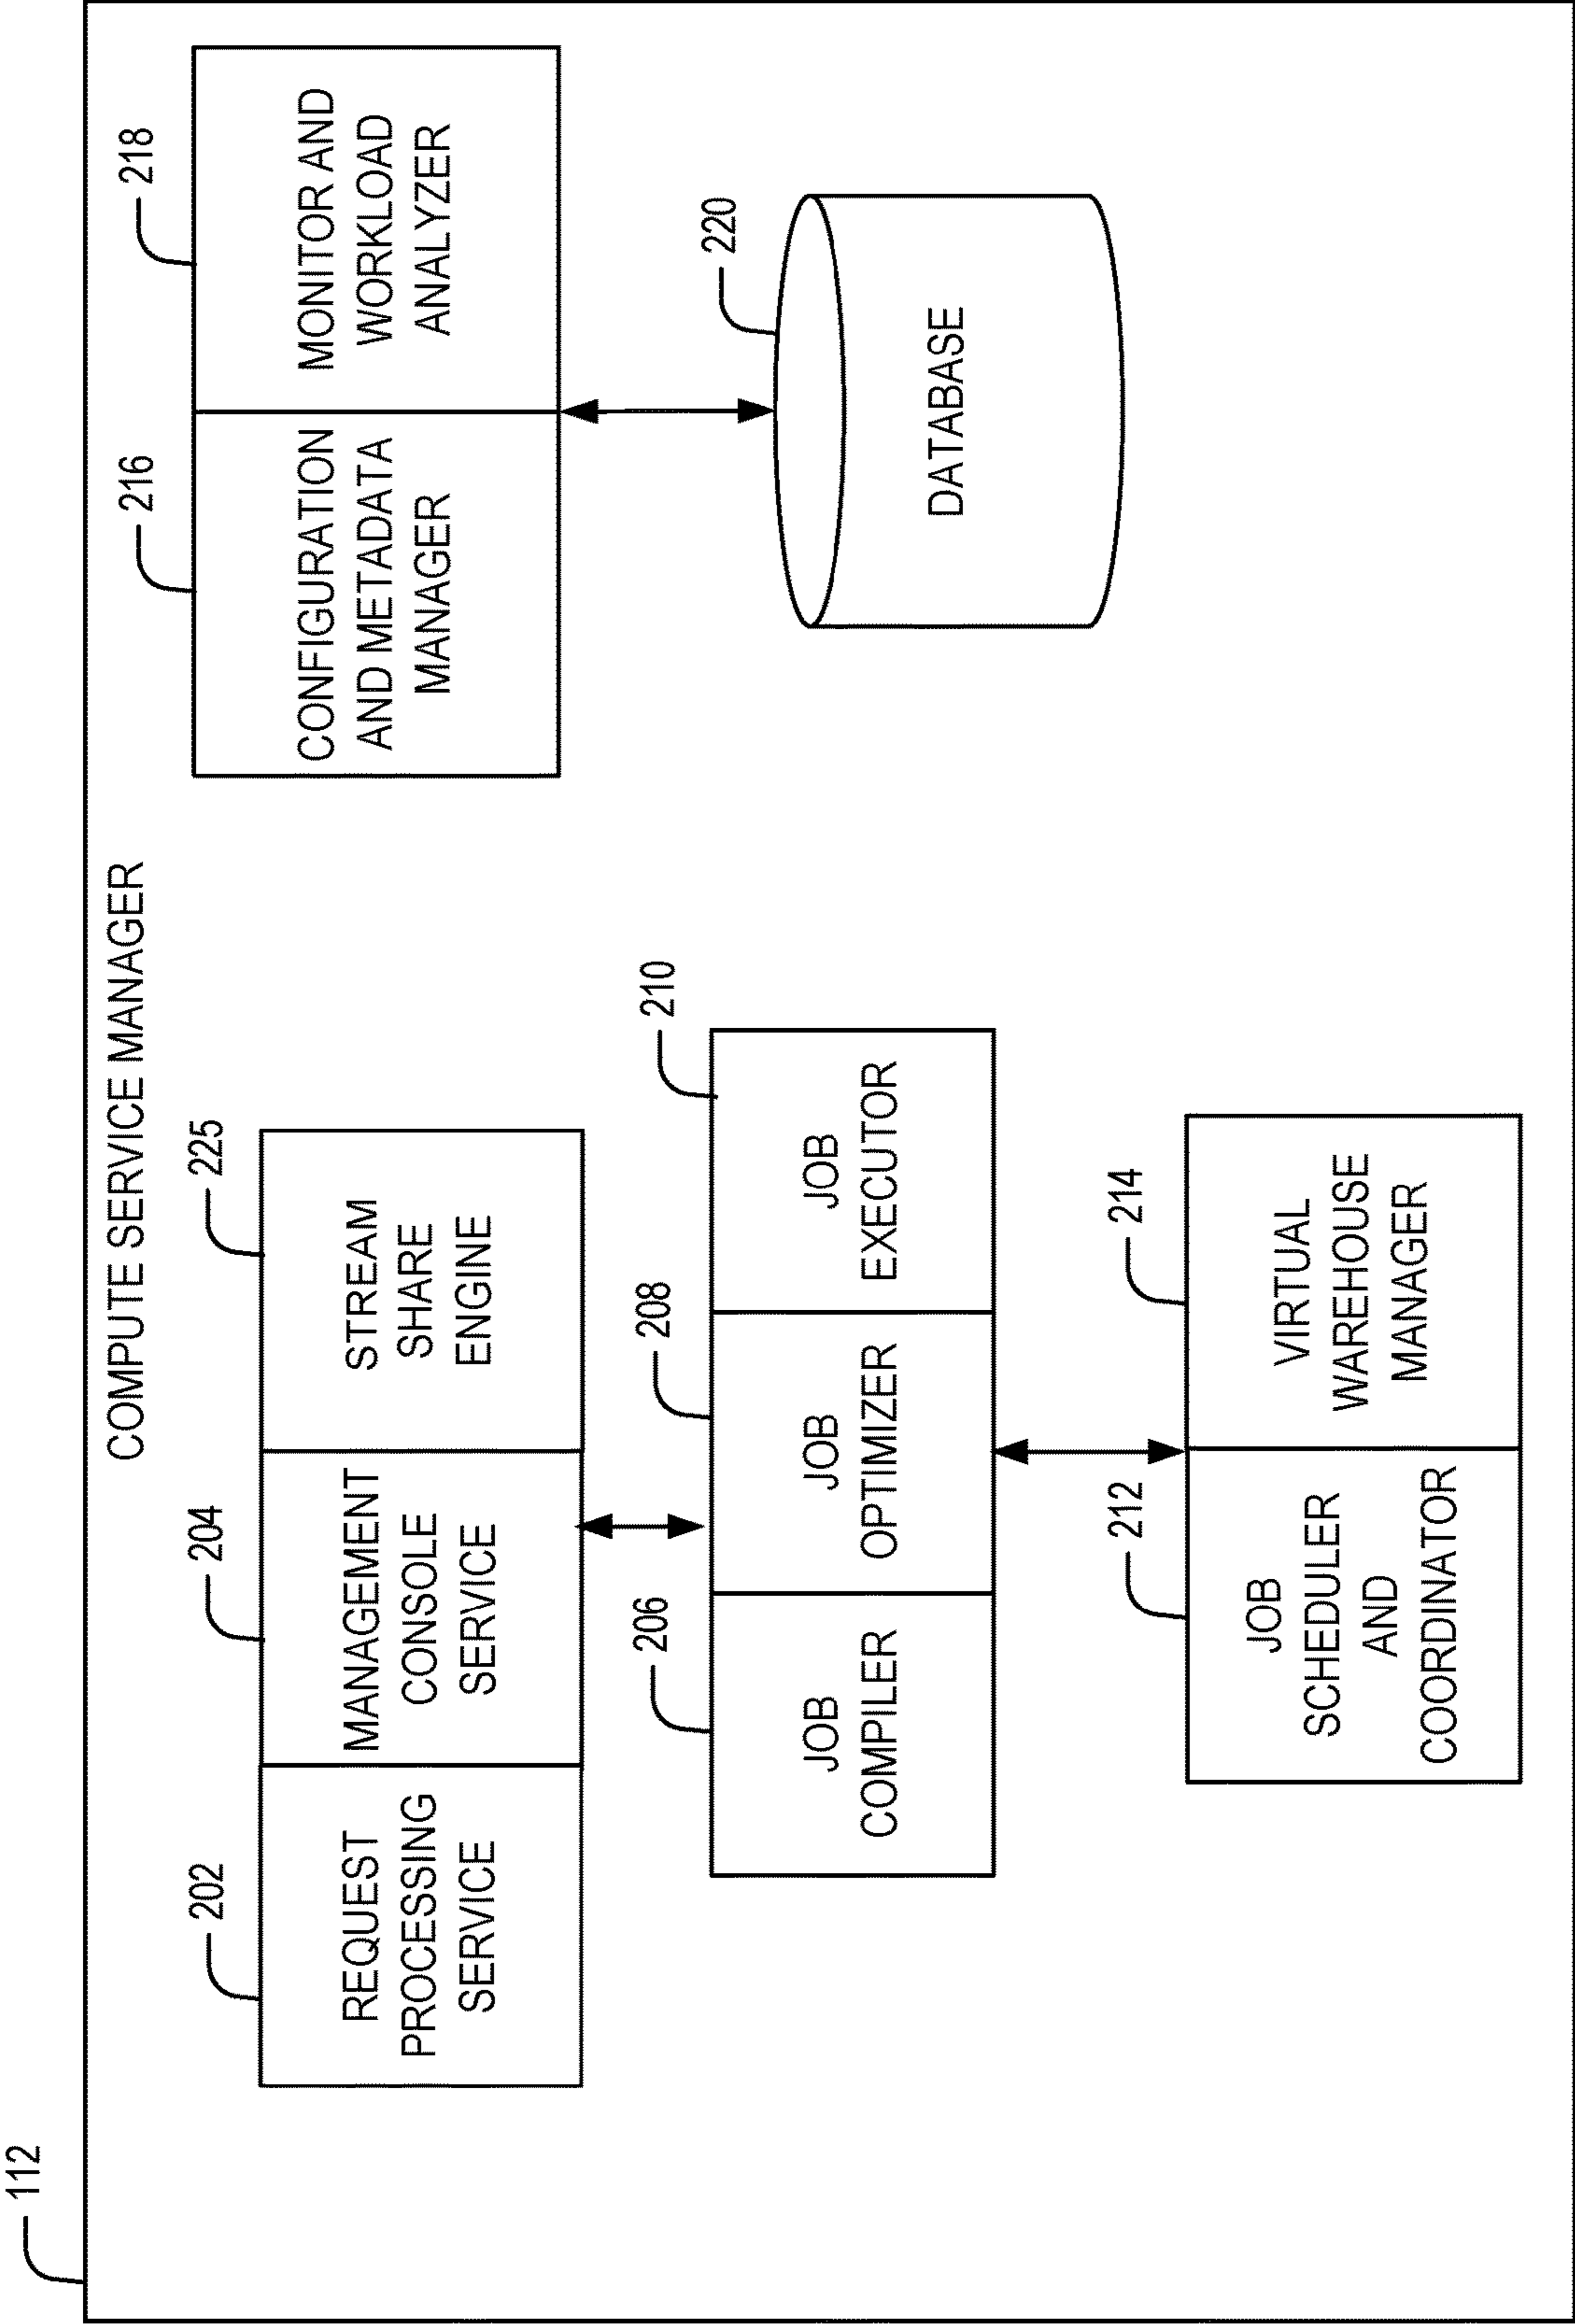 112
COMPUTE SERVICE MANAGER
202
REQUEST
PROCESSING
SERVICE
204
MANAGEMENT
CONSOLE
SERVICE
225
STREAM
SHARE
ENGINE
206
JOB
COMPILER
208
JOB
OPTIMIZER
210
JOB
EXECUTOR
212
JOB
SCHEDULER
AND
COORDINATOR
214
VIRTUAL
WAREHOUSE
MANAGER
216
CONFIGURATION
AND METADATA
MANAGER
218
MONITOR AND
WORKLOAD
ANALYZER
220
DATABASE